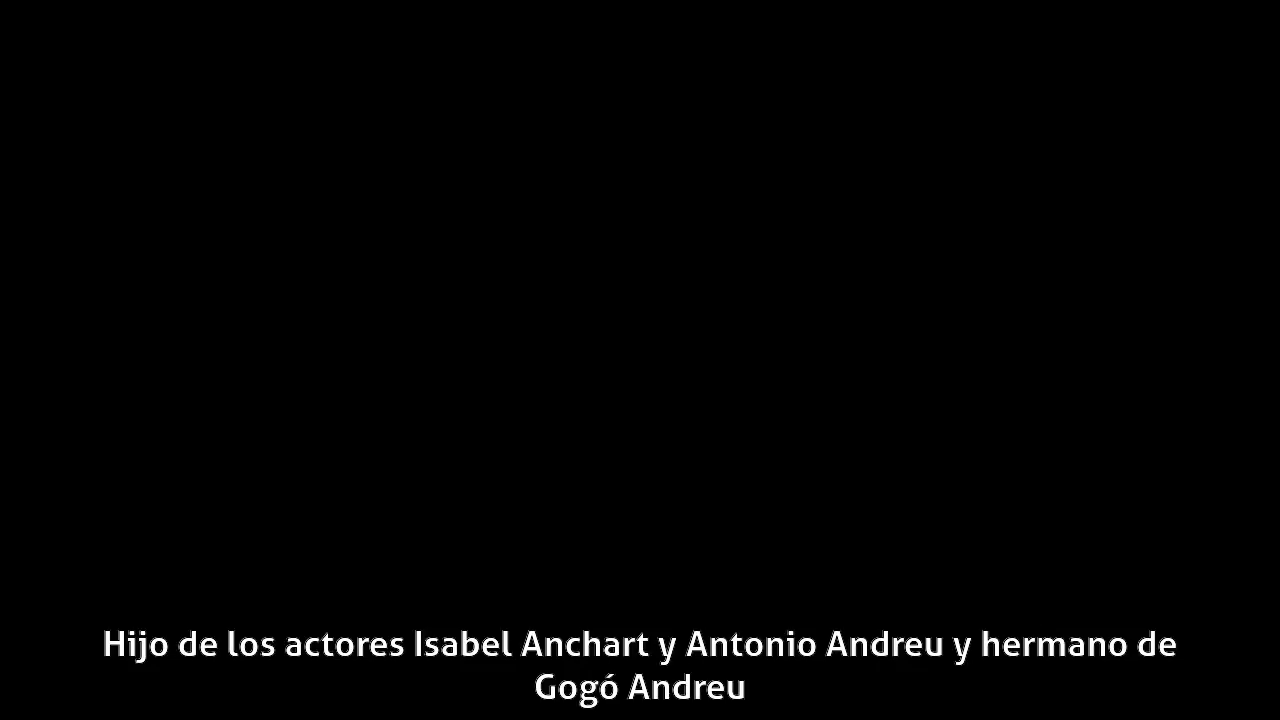 Hijo de los actores Isabel Anchart y Antonio Andreu y hermano de
Gogó Andreu